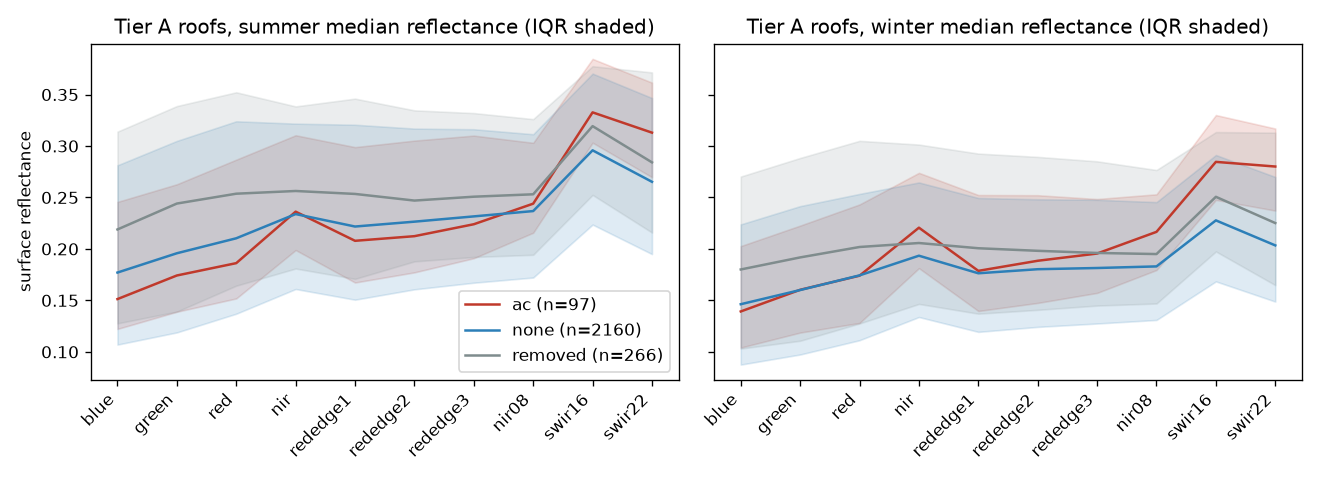 Tier A roofs, summer median reflectance (IQR shaded)
Tier A roofs, winter median reflectance (IQR shaded)
surface reflectance
0.35
0.30
0.25
0.20
0.15
0.10
ac (n=97)
none (n=2160)
removed (n=266)
blue
green
red
nir
rededge1
rededge2
rededge3
nir08
swir16
swir22
blue
green
red
nir
rededge1
rededge2
rededge3
nir08
swir16
swir22